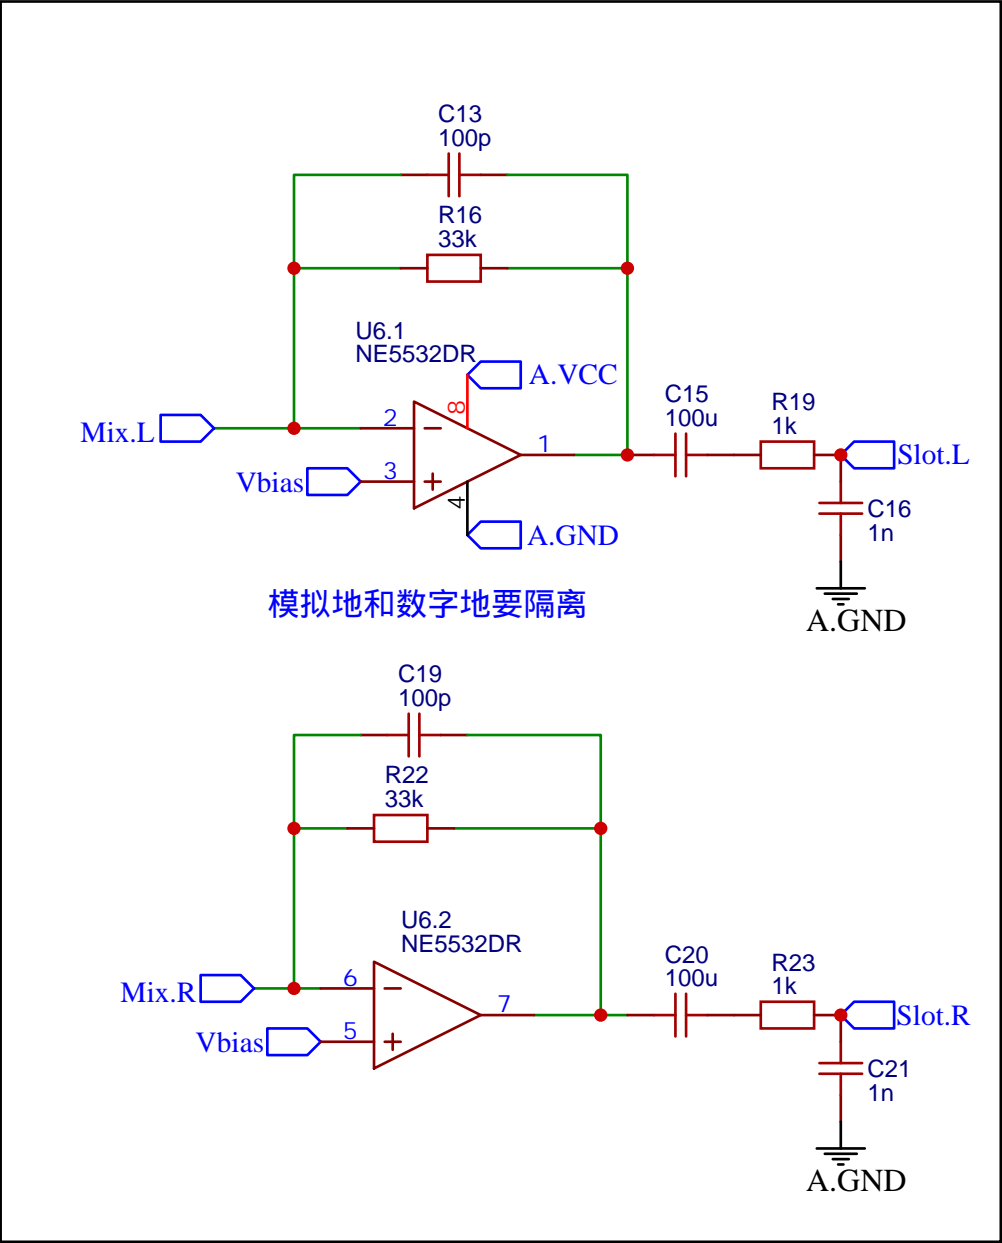 C13
100p
R16
33k
U6.1
NE5532DR
A.VCC
8
Mix.L
2
1
C15
100u
R19
1k
Slot.L
Vbias
3
4
A.GND
C16
1n
A.GND
模拟地和数字地要隔离
C19
100p
R22
33k
U6.2
NE5532DR
Mix.R
6
7
C20
100u
R23
1k
Slot.R
Vbias
5
C21
1n
A.GND